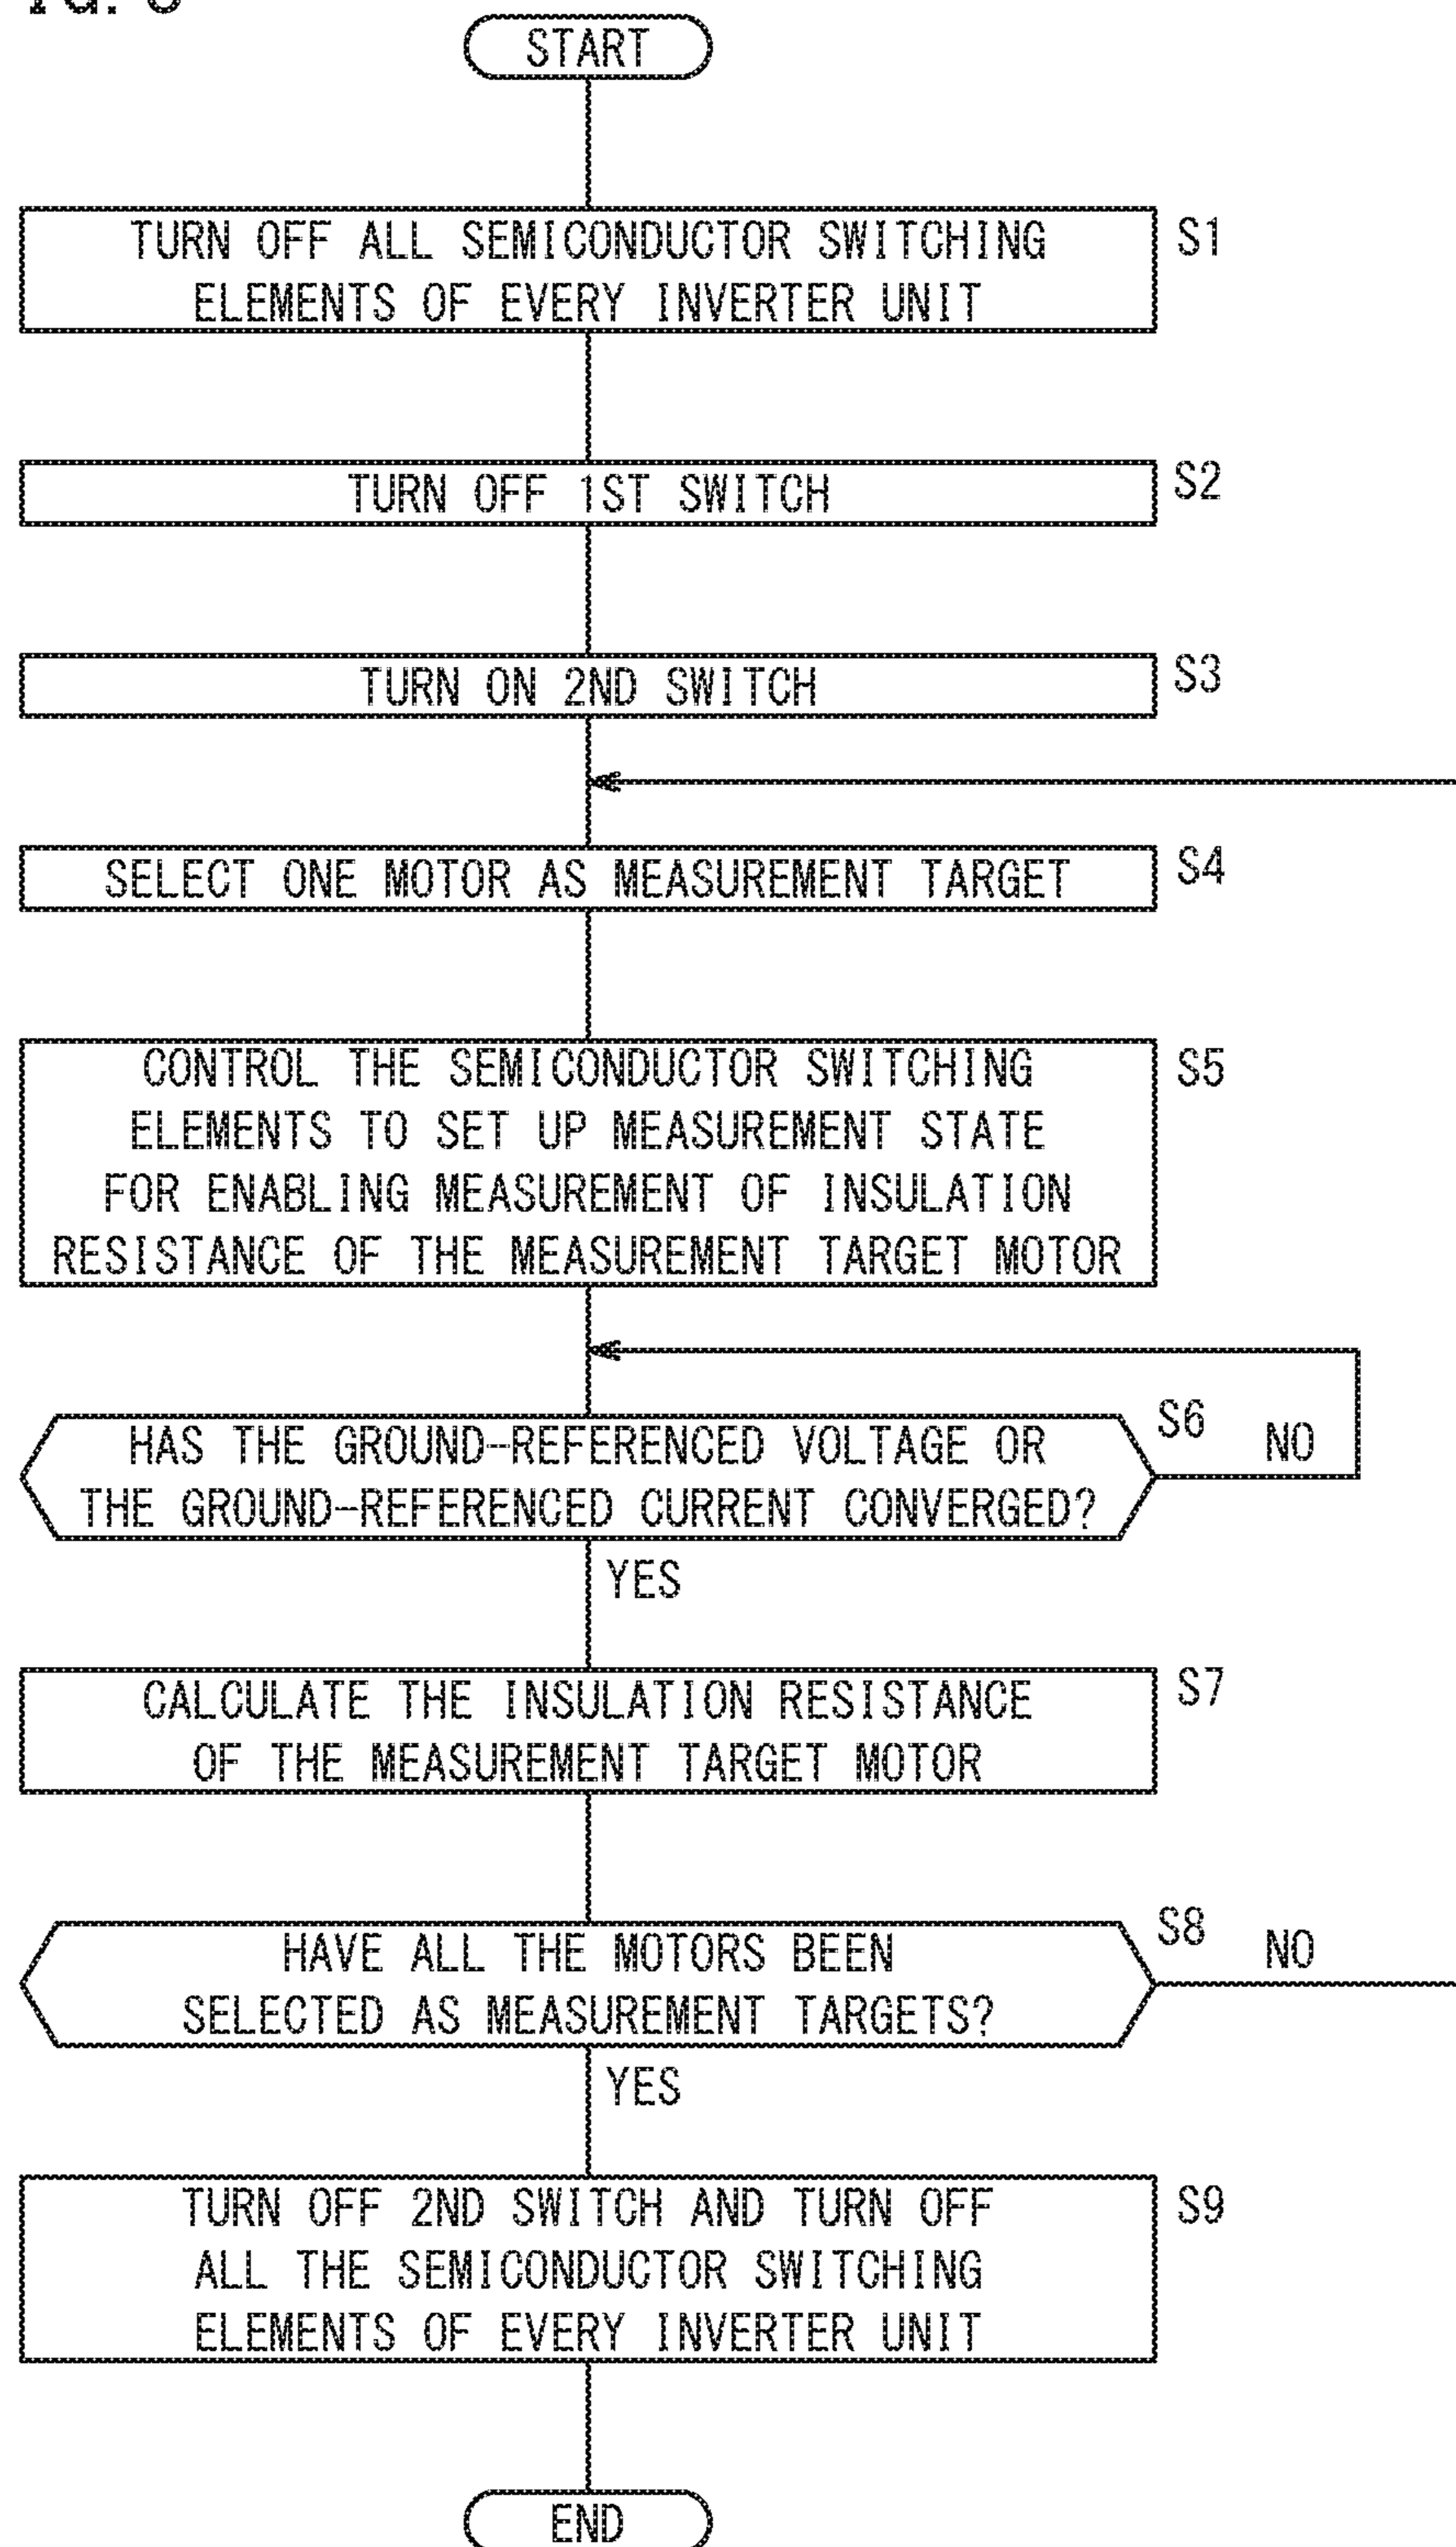 START
TURN OFF ALL SEMICONDUCTOR SWITCHING
ELEMENTS OF EVERY INVERTER UNIT
S1
TURN OFF 1ST SWITCH
S2
TURN ON 2ND SWITCH
S3
SELECT ONE MOTOR AS MEASUREMENT TARGET
S4
CONTROL THE SEMICONDUCTOR SWITCHING
ELEMENTS TO SET UP MEASUREMENT STATE
FOR ENABLING MEASUREMENT OF INSULATION
RESISTANCE OF THE MEASUREMENT TARGET MOTOR
S5
HAS THE GROUND-REFERENCED VOLTAGE OR
THE GROUND-REFERENCED CURRENT CONVERGED?
S6
NO
YES
CALCULATE THE INSULATION RESISTANCE
OF THE MEASUREMENT TARGET MOTOR
S7
HAVE ALL THE MOTORS BEEN
SELECTED AS MEASUREMENT TARGETS?
S8
NO
YES
TURN OFF 2ND SWITCH AND TURN OFF
ALL THE SEMICONDUCTOR SWITCHING
ELEMENTS OF EVERY INVERTER UNIT
S9
END